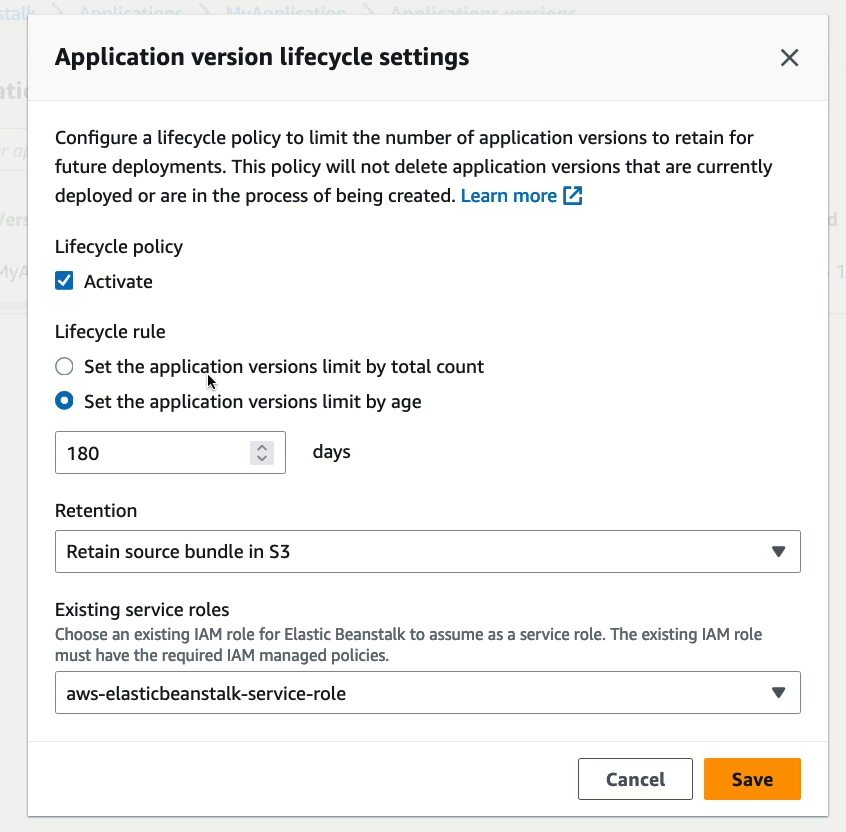 Applications
MyApplication
Applications versions
Application version lifecycle settings
Configure a lifecycle policy to limit the number of application versions to retain for
future deployments. This policy will not delete application versions that are currently
deployed or are in the process of being created. Learn more
Lifecycle policy
Activate
Lifecycle rule
Set the application versions limit by total count
Set the application versions limit by age
180
days
Retention
Retain source bundle in S3
Existing service roles
Choose an existing IAM role for Elastic Beanstalk to assume as a service role. The existing IAM role
must have the required IAM managed policies.
aws-elasticbeanstalk-service-role
Cancel
Save